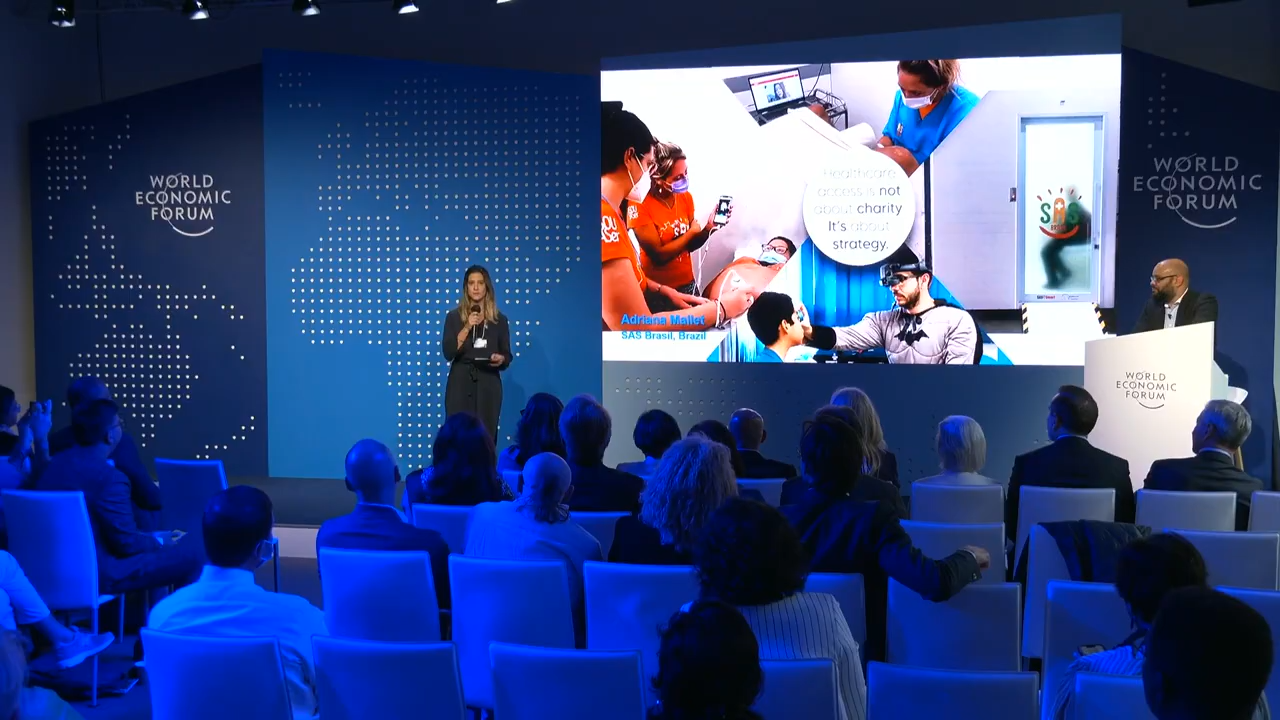 WORLD
ECONOMIC
FORUM
Healthcare
access is not
about charity
It's about
strategy.
SAS
Adriana Mallet
SAS Brasil, Brazil
WORLD
ECONOMIC
FORUM
WORLD
ECONOMIC
FORUM